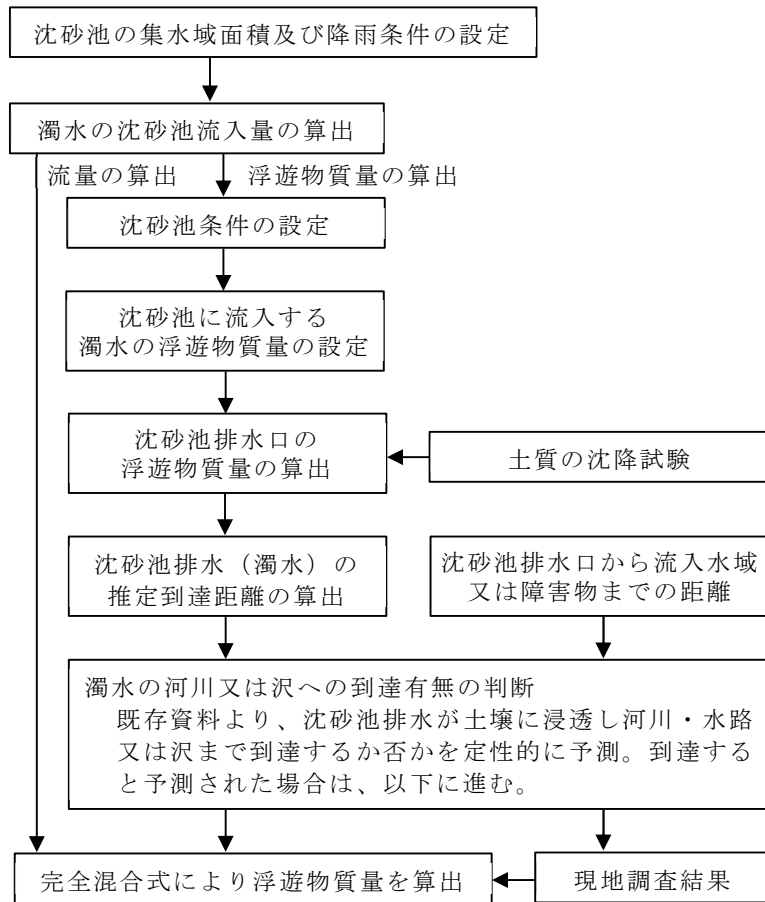 沈砂池の集水域面積及び降雨条件の設定
濁水の沈砂池流入量の算出
流量の算出
浮遊物質量の算出
沈砂池条件の設定
沈砂池に流入する
濁水の浮遊物質量の設定
沈砂池排水口の
浮遊物質量の算出
土質の沈降試験
沈砂池排水（濁水）の
推定到達距離の算出
沈砂池排水口から流入水域
又は障害物までの距離
濁水の河川又は沢への到達有無の判断
既存資料より、沈砂池排水が土壌に浸透し河川・水路
又は沢まで到達するか否かを定性的に予測。到達する
と予測された場合は、以下に進む。
完全混合式により浮遊物質量を算出
現地調査結果